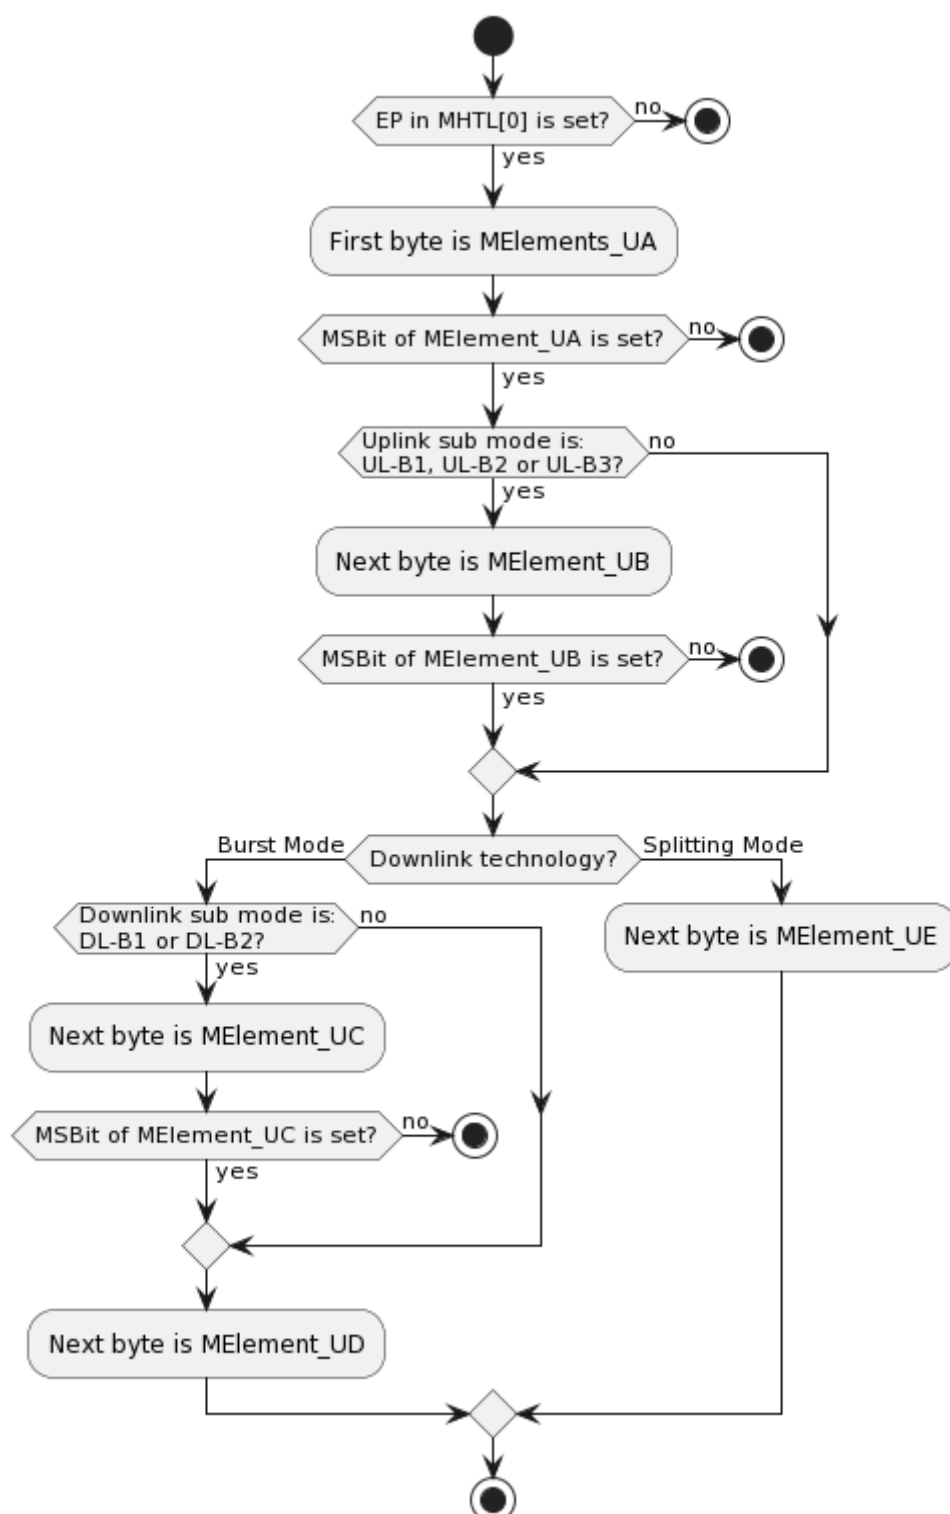 EP in MHTL[0] is set?
no
yes
First byte is MElements_UA
MSBit of MElement_UA is set?
no
yes
Uplink sub mode is:
UL-B1, UL-B2 or UL-B3?
no
yes
Next byte is MElement_UB
MSBit of MElement_UB is set?
no
yes
Burst Mode
Downlink technology?
Splitting Mode
Downlink sub mode is:
DL-B1 or DL-B2?
no
yes
Next byte is MElement_UE
Next byte is MElement_UC
MSBit of MElement_UC is set?
no
yes
Next byte is MElement_UD